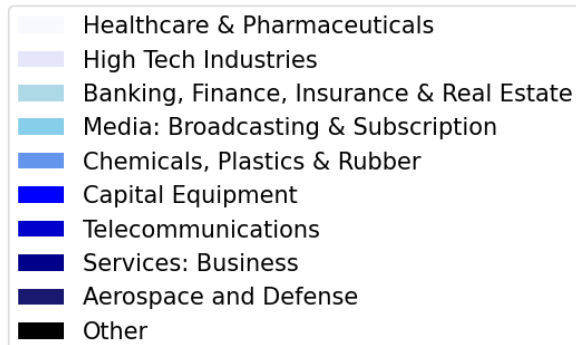 Healthcare & Pharmaceuticals
High Tech Industries
Banking, Finance, Insurance & Real Estate
Media: Broadcasting & Subscription
Chemicals, Plastics & Rubber
Capital Equipment
Telecommunications
Services: Business
Aerospace and Defense
Other